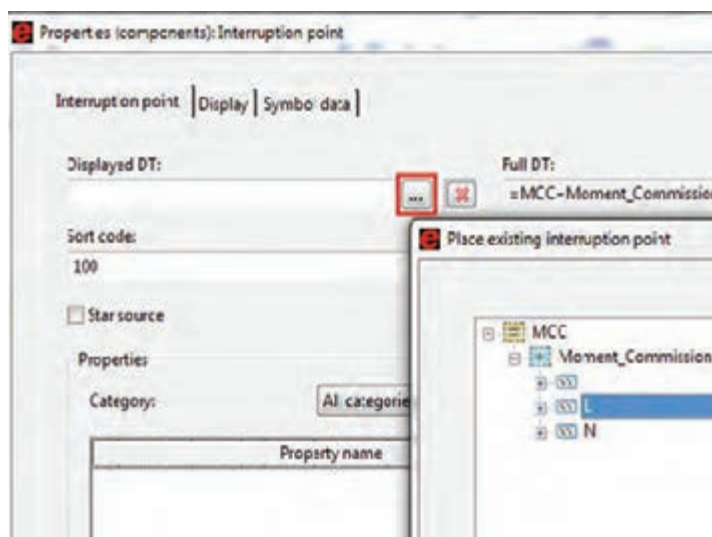 Properties (components): Interruption point
Interruption point Display Symbol data
Displayed DT:
Full DT:
...
=MCC-Moment_Commission
Sort code:
100
Place existing interruption point
Star source
MCC
Moment_Commission
Properties
Category:
All categorie
L
N
Property name